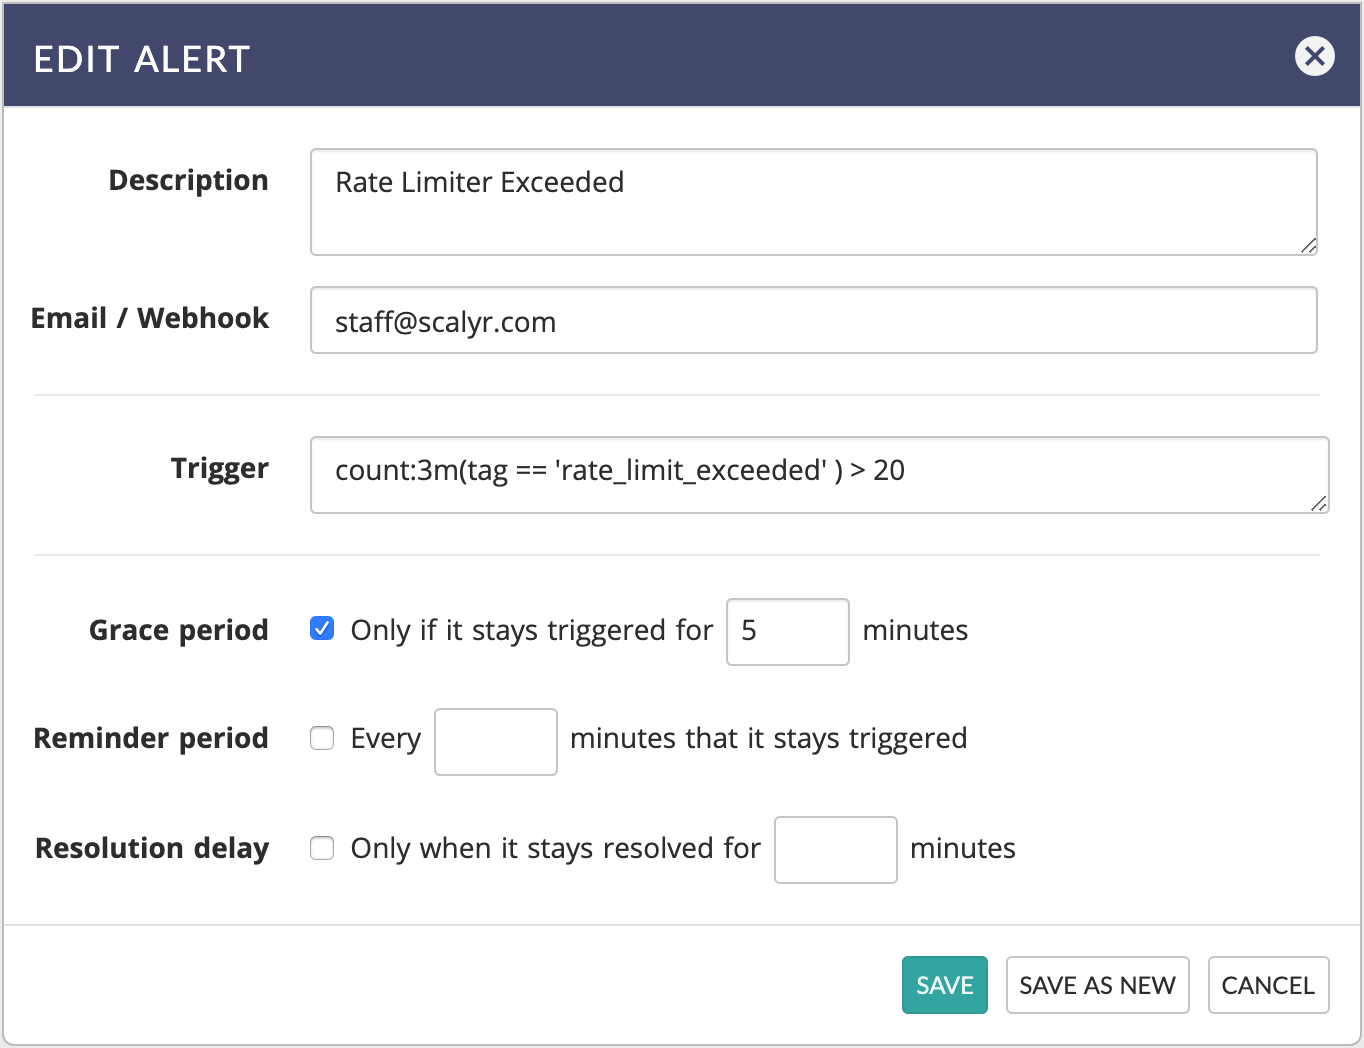 EDIT ALERT
Description
Rate Limiter Exceeded
Email / Webhook
staff@scalyr.com
Trigger
count:3m(tag == 'rate_limit_exceeded' ) > 20
Grace period Only if it stays triggered for 5 minutes
Reminder period Every minutes that it stays triggered
Resolution delay Only when it stays resolved for minutes
SAVE SAVE AS NEW CANCEL